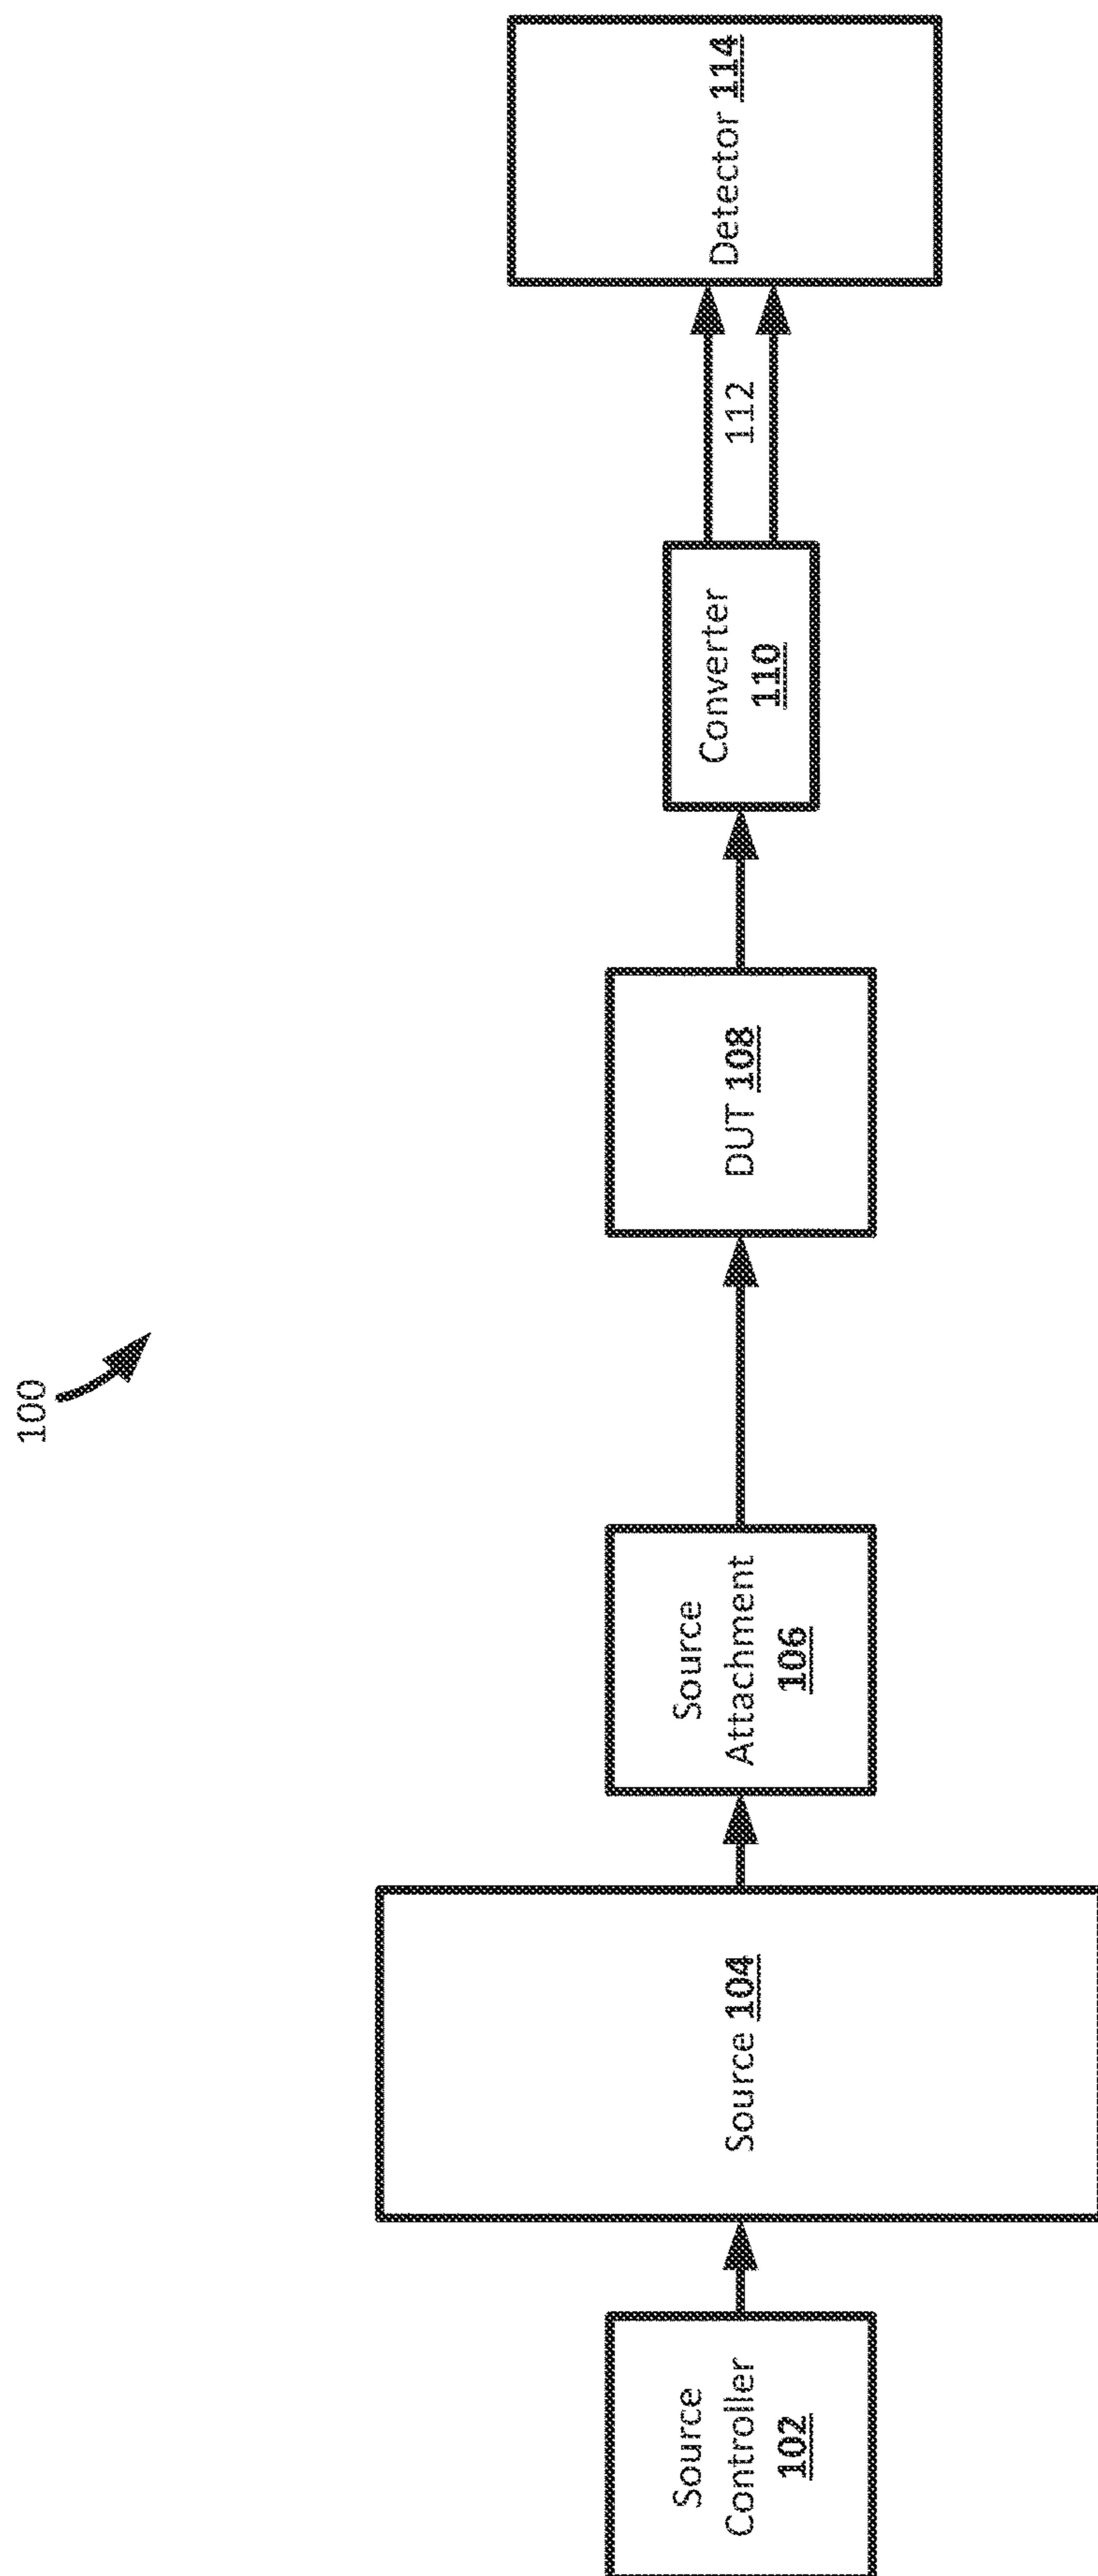 100
Source
Controller
102
Source 104
Source
Attachment
106
DUT 108
Converter
110
112
Detector 114